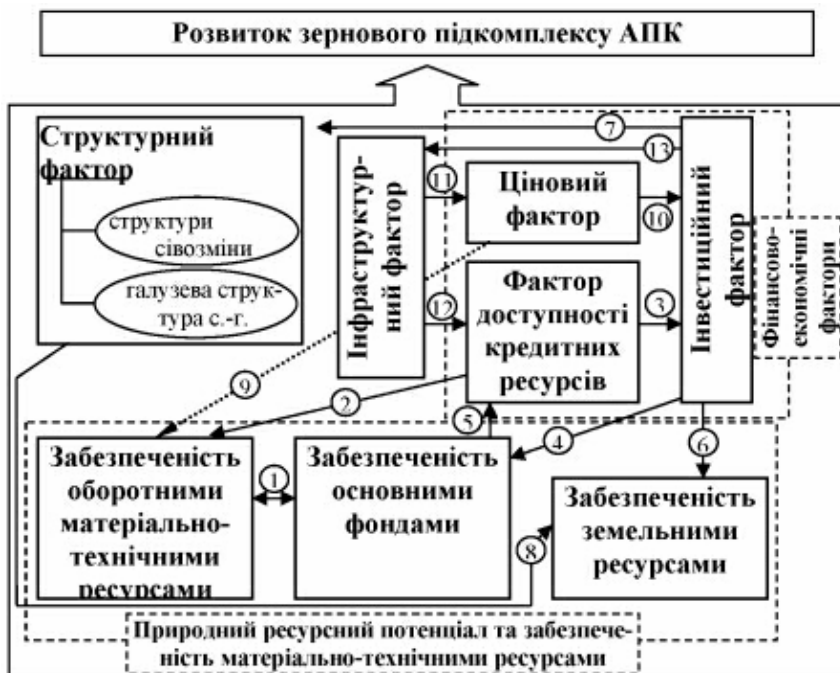 Розвиток зернового підкомплексу АПК
Структурний
фактор
структури
сівозміни
галузева струк-
тура с.-г.
Інфраструктур-
ний фактор
7
13
11
Ціновий
фактор
10
12
Фактор
доступності
кредитних
ресурсів
3
Інвестиційний
фактор
Фінансово-
економічні
фактори
9
2
5
4
6
Забезпеченість
оборотними
матеріально-
технічними
ресурсами
1
Забезпеченість
основними
фондами
8
Забезпеченість
земельними
ресурсами
Природний ресурсний потенціал та забезпече-
ність матеріально-технічними ресурсами